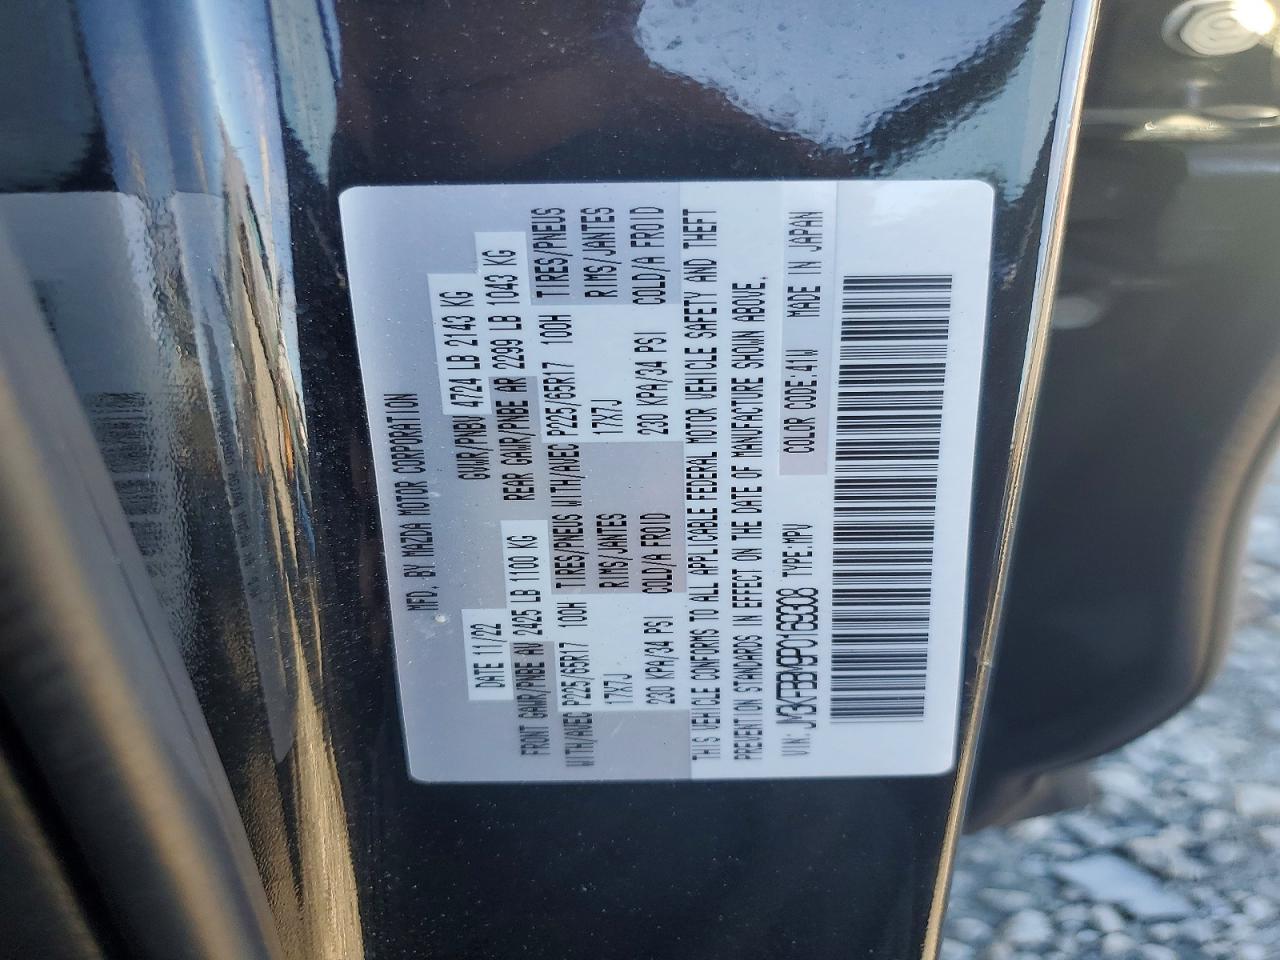 MFD. BY MAZDA MOTOR CORPORATION
DATE 11/22 GVWR/PNBV 4724 LB 2143 KG
FRONT GAWR/PNBE AV 2425 LB 1100 KG REAR GAWR/PNBE AR 2299 LB 1043 KG
WITH/AVEC P225/65R17 100H TIRES/PNEUS WITH/AVEC P225/65R17 100H TIRES/PNEUS
17X7J RIMS/JANTES 17X7J RIMS/JANTES
230 KPA/34 PSI COLD/A FROID 230 KPA/34 PSI COLD/A FROID
THIS VEHICLE CONFORMS TO ALL APPLICABLE FEDERAL MOTOR VEHICLE SAFETY AND THEFT
PREVENTION STANDARDS IN EFFECT ON THE DATE OF MANUFACTURE SHOWN ABOVE.
VIN: TYPE:MPV COLOR CODE:41W MADE IN JAPAN